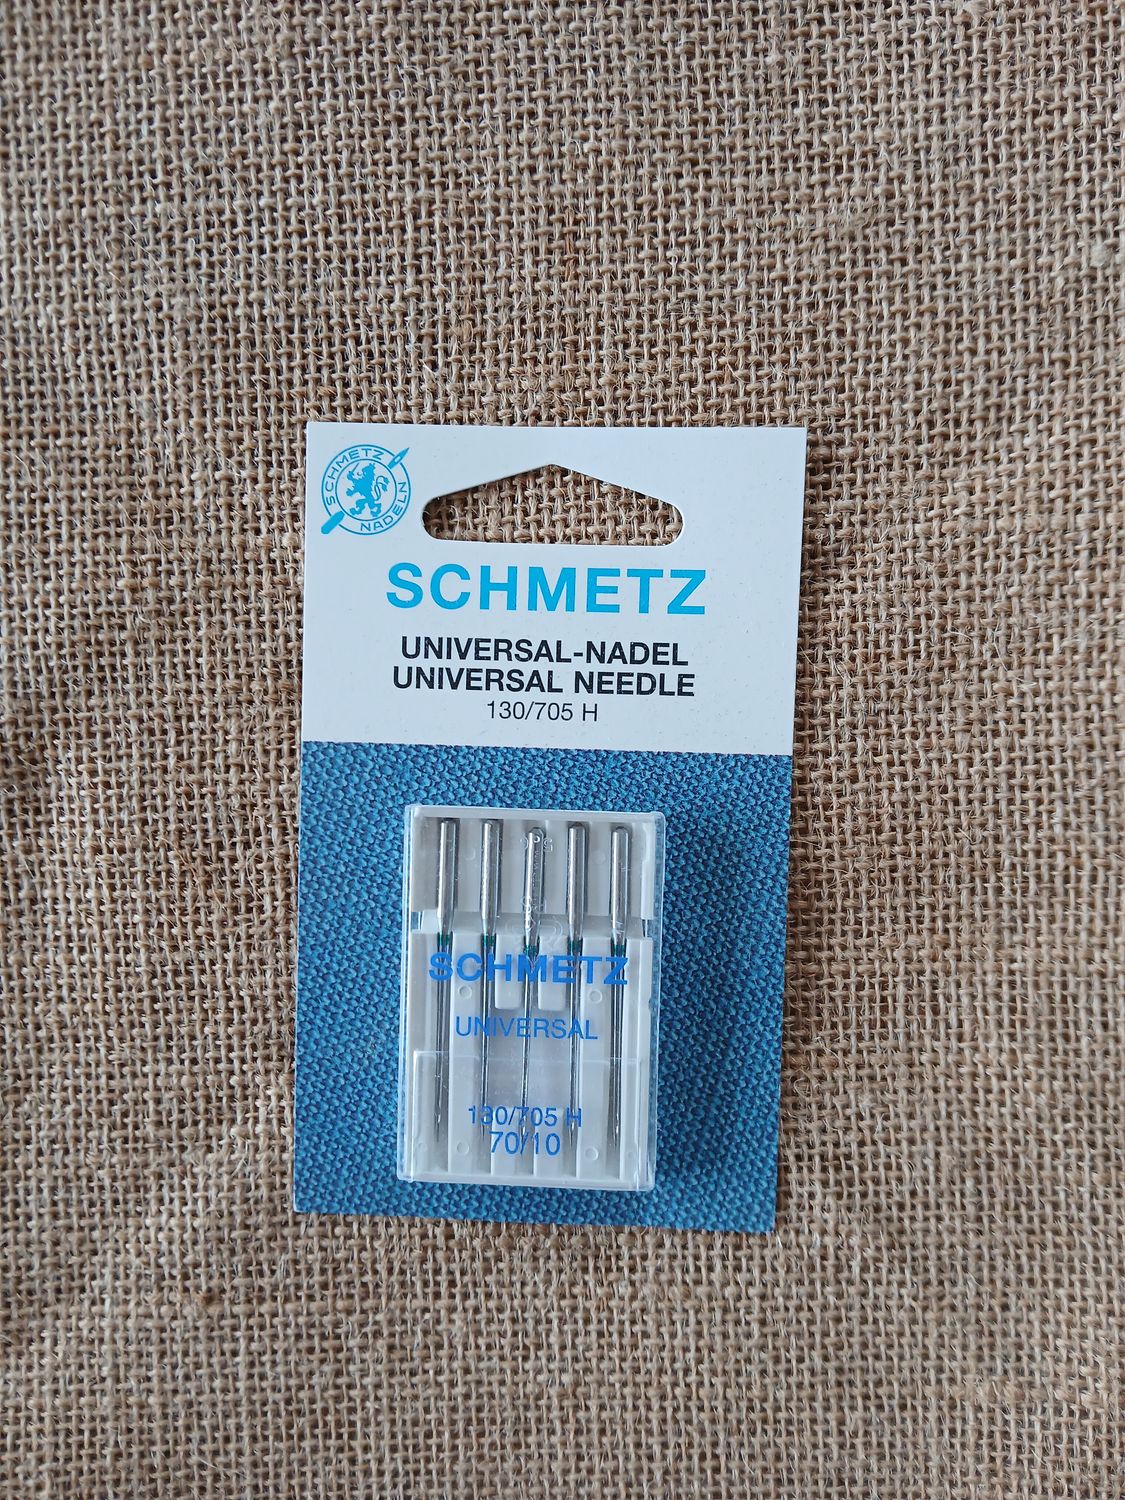 SCHMETZ
NADELN
SCHMETZ
UNIVERSAL-NADEL
UNIVERSAL NEEDLE
130/705 H
SCHMETZ
UNIVERSAL
130/705 H
70/10